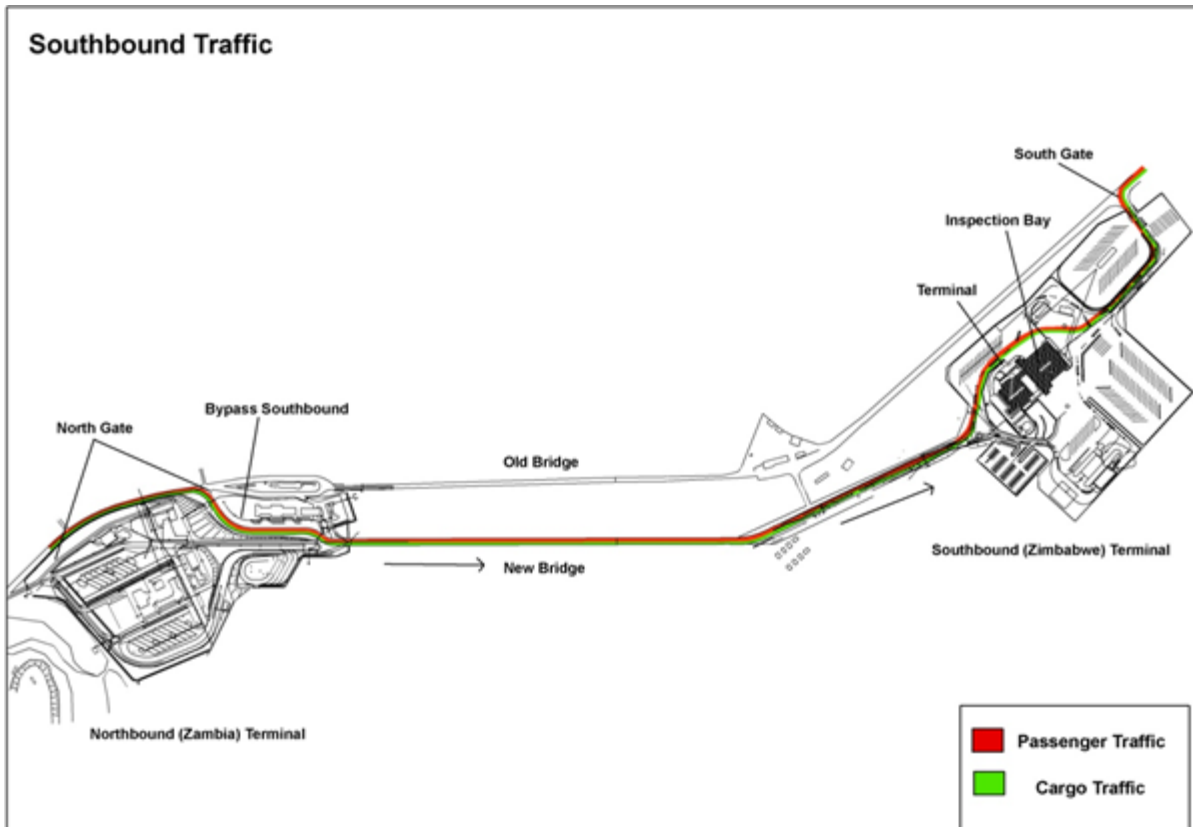 Southbound Traffic
South Gate
Inspection Bay
Terminal
Bypass Southbound
North Gate
Old Bridge
Southbound (Zimbabwe) Terminal
New Bridge
Northbound (Zambia) Terminal
Passenger Traffic
Cargo Traffic